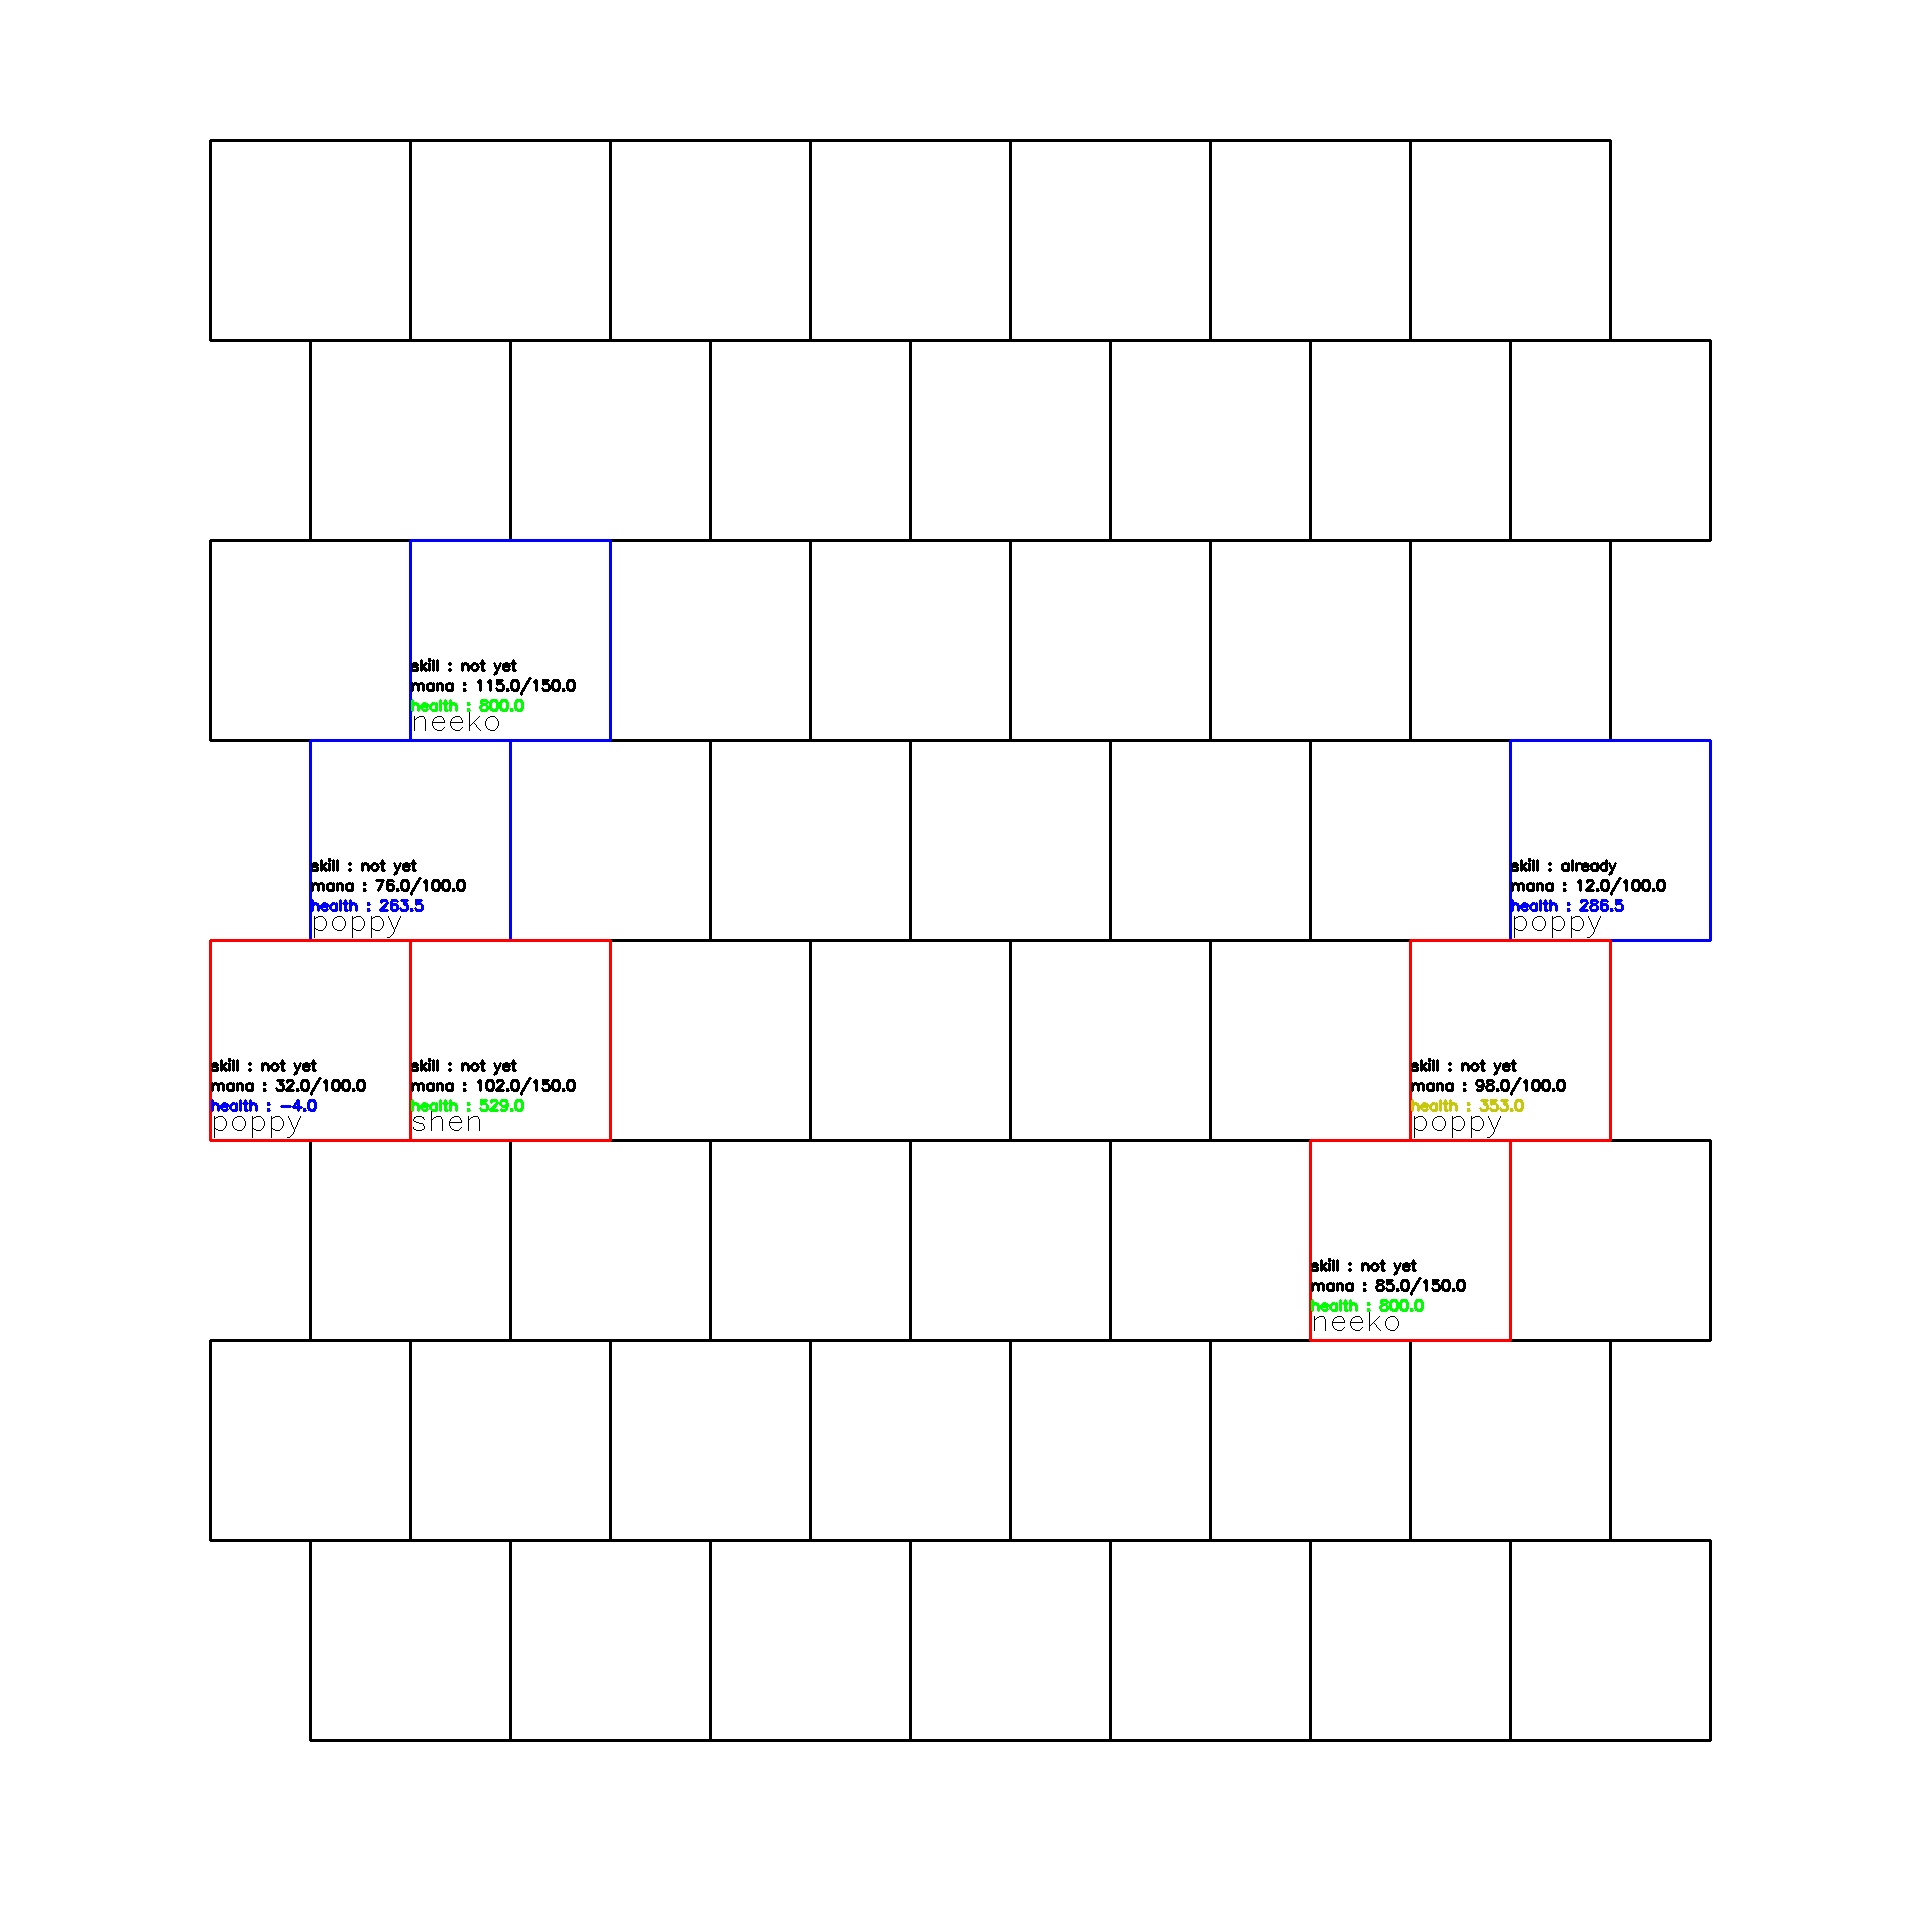 skill : not yet
mana : 115.0/150.0
health : 800.0
neeko
skill : not yet
mana : 76.0/100.0
health : 263.5
poppy
skill : already
mana : 12.0/100.0
health : 286.5
poppy
skill : not yet
mana : 32.0/100.0
health : -4.0
poppy
skill : not yet
mana : 102.0/150.0
health : 529.0
shen
skill : not yet
mana : 98.0/100.0
health : 353.0
poppy
skill : not yet
mana : 85.0/150.0
health : 800.0
neeko